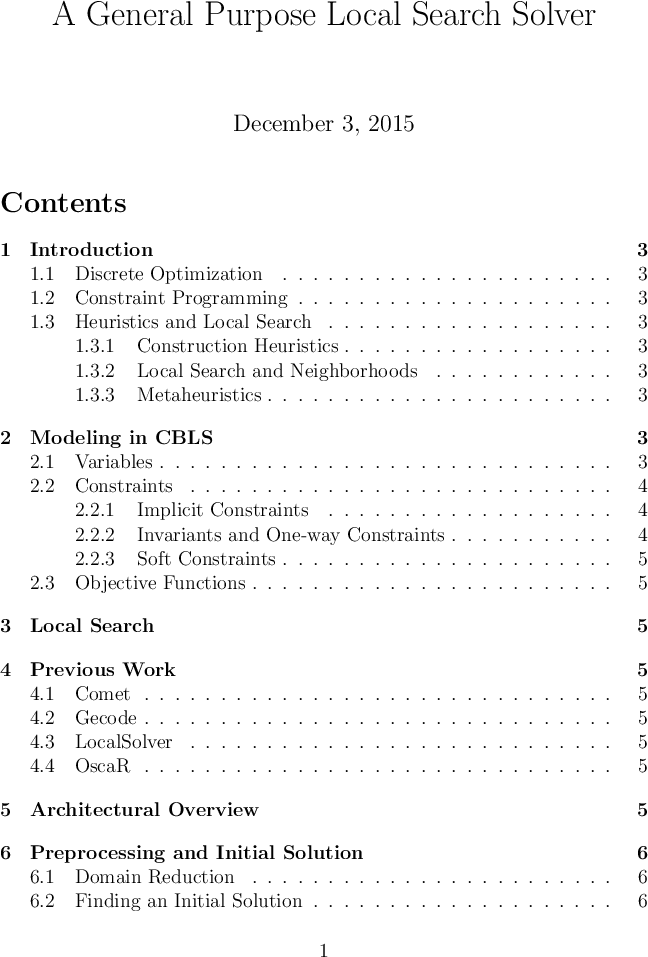 A General Purpose Local Search Solver
December 3, 2015
Contents
1 Introduction 3
1.1 Discrete Optimization . . . . . . . . . . . . . . . . . . . . . . 3
1.2 Constraint Programming . . . . . . . . . . . . . . . . . . . . . 3
1.3 Heuristics and Local Search . . . . . . . . . . . . . . . . . . . 3
1.3.1 Construction Heuristics . . . . . . . . . . . . . . . . . . 3
1.3.2 Local Search and Neighborhoods . . . . . . . . . . . . 3
1.3.3 Metaheuristics . . . . . . . . . . . . . . . . . . . . . . . 3
2 Modeling in CBLS 3
2.1 Variables . . . . . . . . . . . . . . . . . . . . . . . . . . . . . . 3
2.2 Constraints . . . . . . . . . . . . . . . . . . . . . . . . . . . . 4
2.2.1 Implicit Constraints . . . . . . . . . . . . . . . . . . . 4
2.2.2 Invariants and One-way Constraints . . . . . . . . . . . 4
2.2.3 Soft Constraints . . . . . . . . . . . . . . . . . . . . . . 5
2.3 Objective Functions . . . . . . . . . . . . . . . . . . . . . . . . 5
3 Local Search 5
4 Previous Work 5
4.1 Comet . . . . . . . . . . . . . . . . . . . . . . . . . . . . . . . 5
4.2 Gecode . . . . . . . . . . . . . . . . . . . . . . . . . . . . . . . 5
4.3 LocalSolver . . . . . . . . . . . . . . . . . . . . . . . . . . . . 5
4.4 OscaR . . . . . . . . . . . . . . . . . . . . . . . . . . . . . . . 5
5 Architectural Overview 5
6 Preprocessing and Initial Solution 6
6.1 Domain Reduction . . . . . . . . . . . . . . . . . . . . . . . . 6
6.2 Finding an Initial Solution . . . . . . . . . . . . . . . . . . . . 6
1